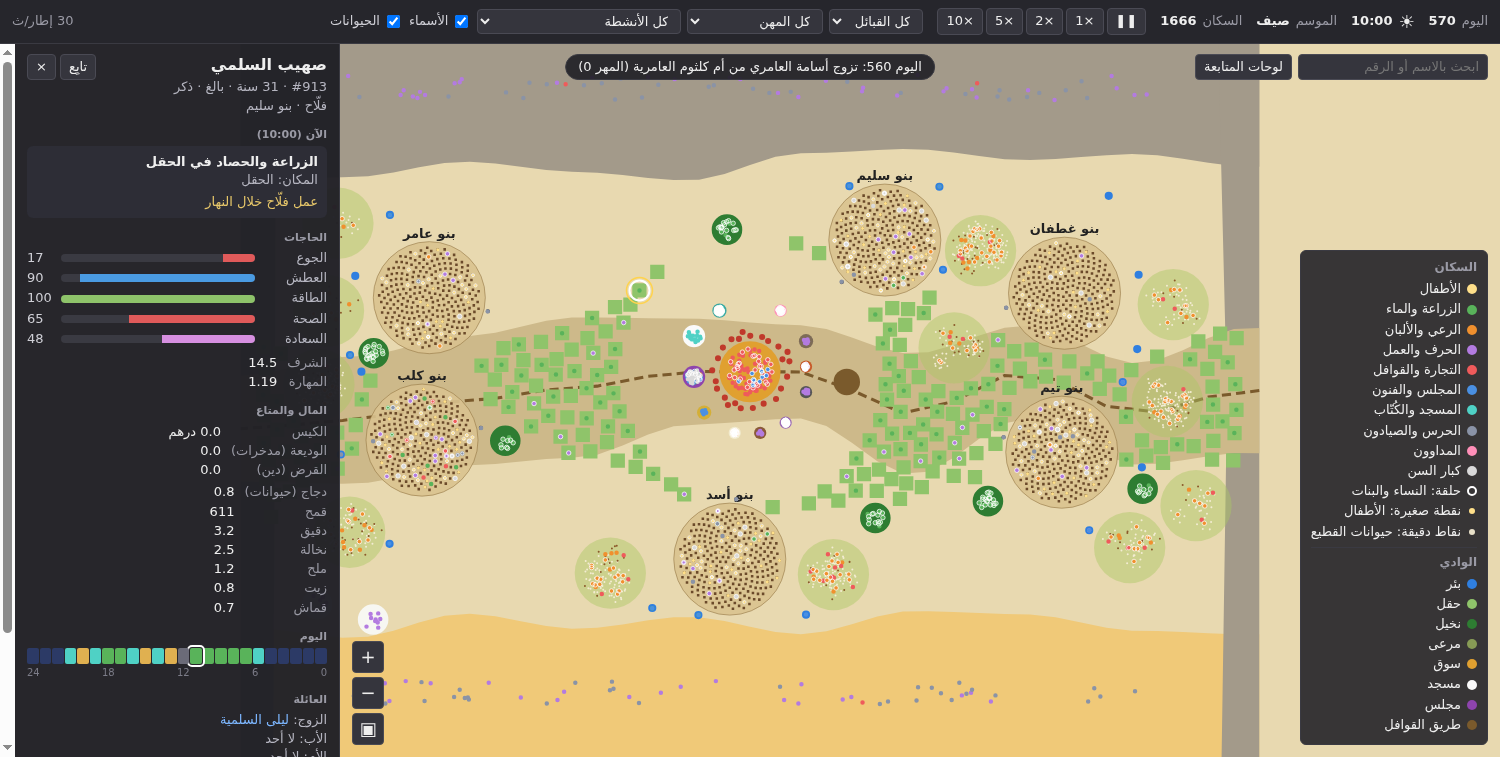 اليوم 570 ☀ 10:00 الموسم صيف السكان 1666 ❚❚ 1× 2× 5× 10× كل القبائل كل المهن كل الأنشطة الأسماء الحيوانات 30 إطار/ث
ابحث بالاسم أو الرقم لوحات المتابعة
اليوم 560: تزوج أسامة العامري من أم كلثوم العامرية (المهر 0)
بنو سليم
بنو غطفان
بنو عامر
بنو كلب
بنو تيم
بنو أسد
السكان
الأطفال
الزراعة والماء
الرعي والألبان
الحرف والعمل
التجارة والقوافل
المجلس والفنون
المسجد والكُتّاب
الحرس والصيادون
المداوون
كبار السن
حلقة: النساء والبنات
نقطة صغيرة: الأطفال
نقاط دقيقة: حيوانات القطيع
الوادي
بئر
حقل
نخيل
مرعى
سوق
مسجد
مجلس
طريق القوافل
+
−
▣
صهيب السلمي تابع ×
#913 · 31 سنة · بالغ · ذكر
فلّاح · بنو سليم
الآن (10:00)
الزراعة والحصاد في الحقل
المكان: الحقل
عمل فلّاح خلال النهار
الحاجات
الجوع 17
العطش 90
الطاقة 100
الصحة 65
السعادة 48
الشرف 14.5
المهارة 1.19
المال والمتاع
الكيس 0.0 درهم
الوديعة (مدخرات) 0.0
القرض (دين) 0.0
دجاج (حيوانات) 0.8
قمح 611
دقيق 3.2
نخالة 2.5
ملح 1.2
زيت 0.8
قماش 0.7
اليوم
0 6 12 18 24
العائلة
الزوج: ليلى السلمية
الأب: لا أحد
الأم: لا أحد